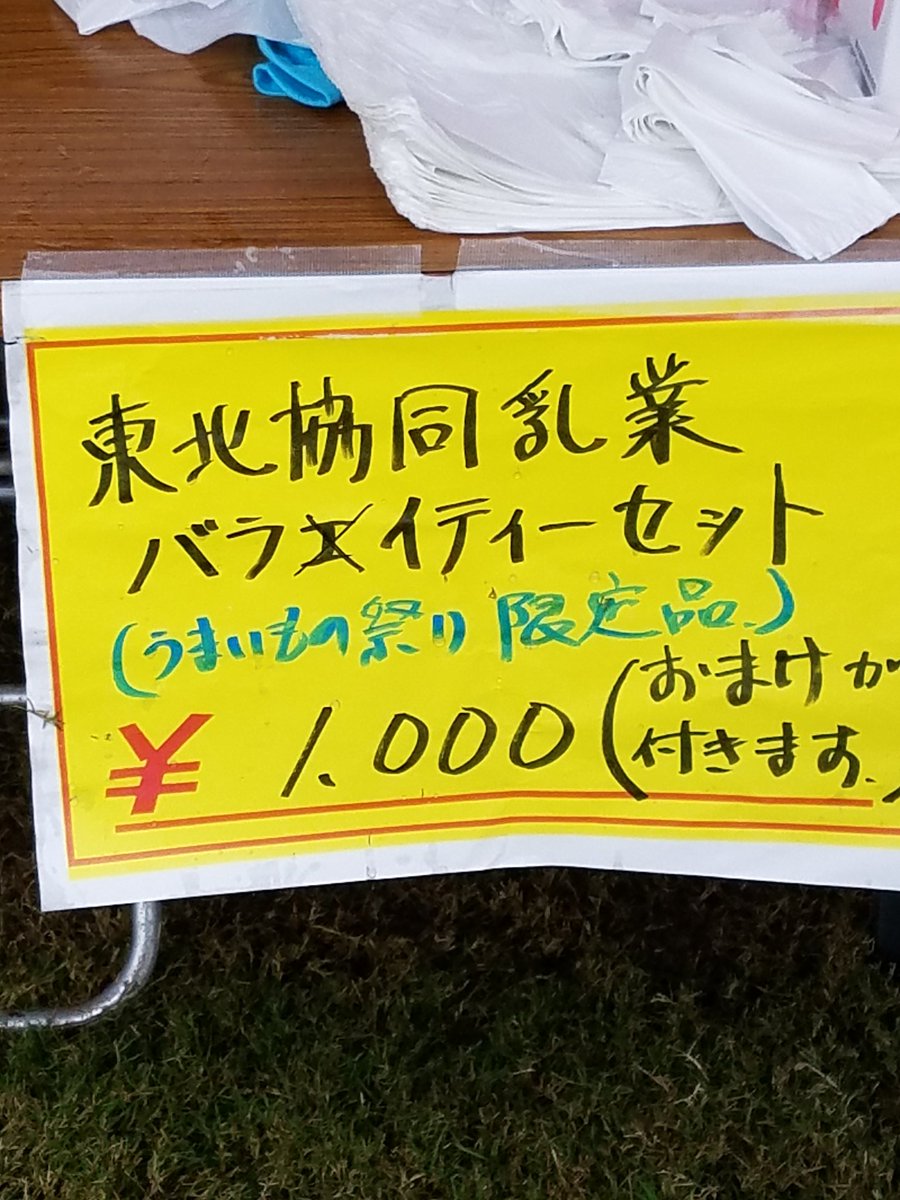 東北協同乳業
バラエイティーセット
(うまいもの祭り限定品.)
¥1.000(おまけが
付きます.)